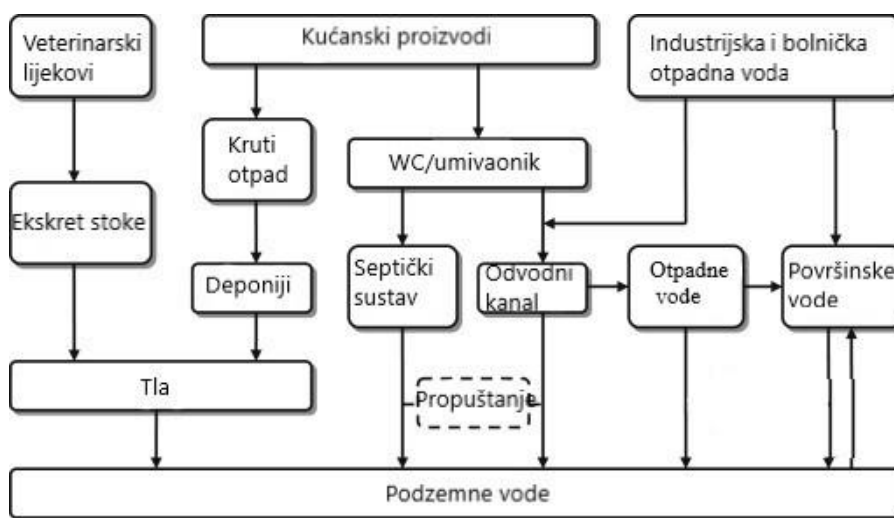 Veterinarski
lijekovi
Kućanski proizvodi
Industrijska i bolnička
otpadna voda
Kruti
otpad
WC/umivaonik
Ekskret stoke
Deponiji
Septički
sustav
Odvodni
kanal
Otpadne
vode
Površinske
vode
Tla
Propuštanje
Podzemne vode